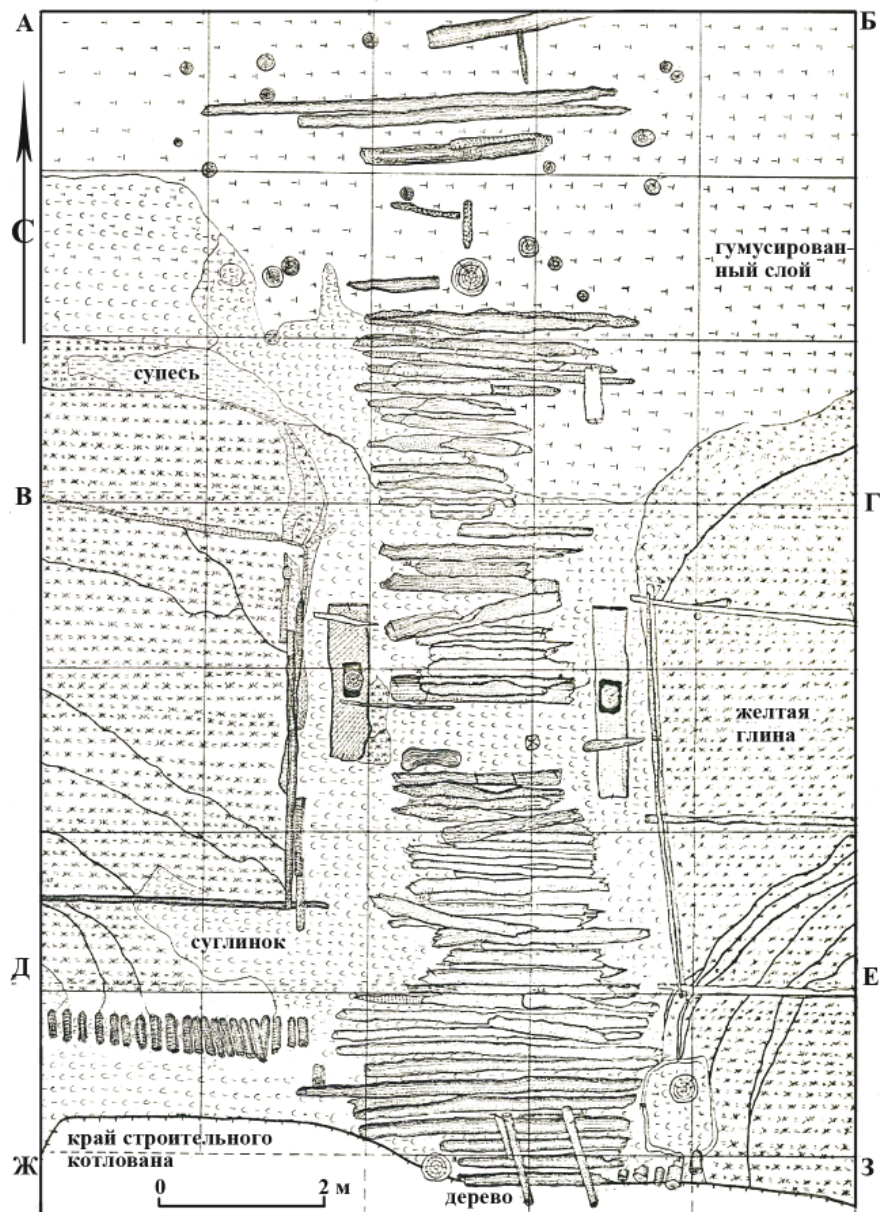 А
Б
С
гумусирован-
ный слой
супесь
В
Г
желтая
глина
суглинок
Д
Е
край строительного
котлована
Ж
З
0 2 м
дерево